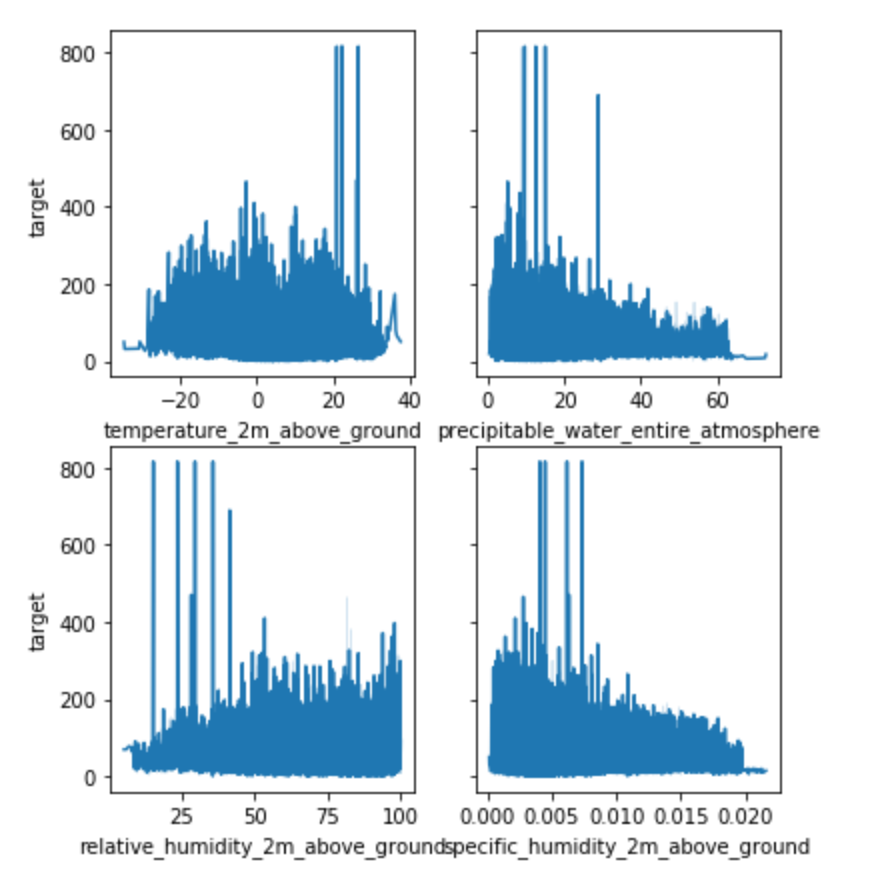 800
600
400
200
0
target
−20 0 20 40
0 20 40 60
temperature_2m_above_ground precipitable_water_entire_atmosphere
800
600
400
200
0
target
25 50 75 100
0.000 0.005 0.010 0.015 0.020
relative_humidity_2m_above_ground specific_humidity_2m_above_ground